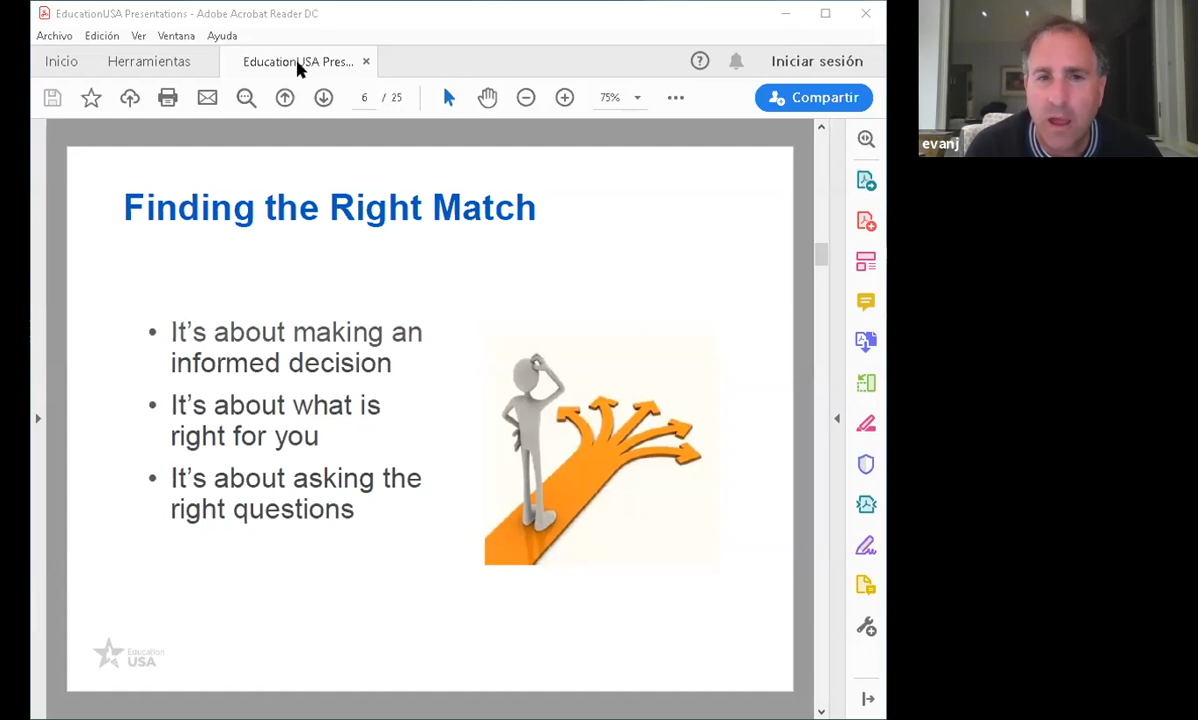 EducationUSA Presentations - Adobe Acrobat Reader DC
Archivo Edición Ver Ventana Ayuda
Inicio Herramientas EducationUSA Pres... × Iniciar sesión
6 / 25 75% Compartir
evanj
Finding the Right Match
• It's about making an
informed decision
• It's about what is
right for you
• It's about asking the
right questions
Education
USA